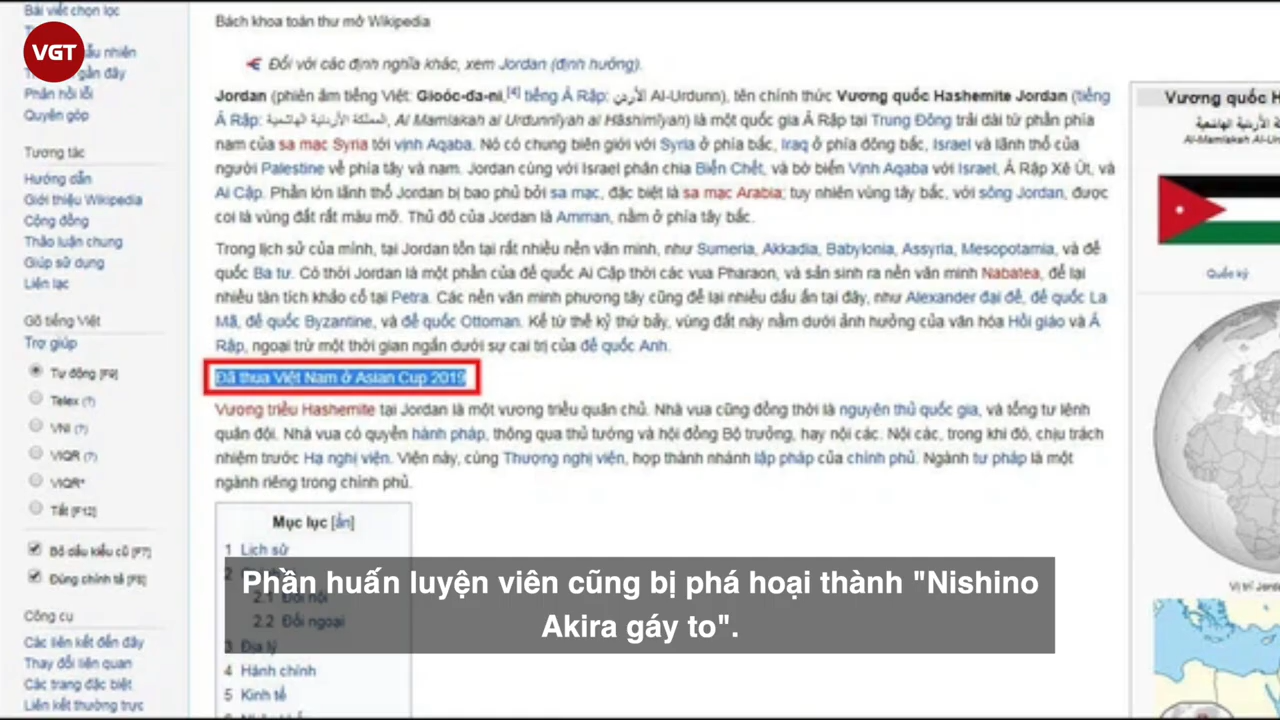 Bài viết chọn lọc
VGT
Phản hồi lỗi
Quyên góp
Tương tác
Hướng dẫn
Giới thiệu Wikipedia
Cộng đồng
Thảo luận chung
Giúp sử dụng
Liên lạc
Gõ tiếng Việt
Trợ giúp
Tự động [F9]
Telex (?)
VNI (?)
VIQR (?)
VIQR*
Tắt [F12]
Bỏ dấu kiểu cũ [F7]
Đúng chính tả [F8]
Công cụ
Các liên kết đến đây
Thay đổi liên quan
Các trang đặc biệt
Liên kết thường trực
Bách khoa toàn thư mở Wikipedia
Đối với các định nghĩa khác, xem Jordan (định hướng).
Jordan (phiên âm tiếng Việt: Gioóc-đa-ni,[4] tiếng Ả Rập: الأردن Al-Urdunn), tên chính thức Vương quốc Hashemite Jordan (tiếng
Ả Rập: المملكة الأردنية الهاشمية, Al Mamlakah al Urdunnīyah al Hāshimīyah) là một quốc gia Ả Rập tại Trung Đông trải dài từ phần phía
nam của sa mạc Syria tới vịnh Aqaba. Nó có chung biên giới với Syria ở phía bắc, Iraq ở phía đông bắc, Israel và lãnh thổ của
người Palestine về phía tây và nam. Jordan cùng với Israel phân chia Biển Chết, và bờ biển Vịnh Aqaba với Israel, Ả Rập Xê Út, và
Ai Cập. Phần lớn lãnh thổ Jordan bị bao phủ bởi sa mạc, đặc biệt là sa mạc Arabia; tuy nhiên vùng tây bắc, với sông Jordan, được
coi là vùng đất rất màu mỡ. Thủ đô của Jordan là Amman, nằm ở phía tây bắc.
Trong lịch sử của mình, tại Jordan tồn tại rất nhiều nền văn minh, như Sumeria, Akkadia, Babylonia, Assyria, Mesopotamia, và đế
quốc Ba tư. Có thời Jordan là một phần của đế quốc Ai Cập thời các vua Pharaon, và sản sinh ra nền văn minh Nabatea, để lại
nhiều tàn tích khảo cổ tại Petra. Các nền văn minh phương tây cũng để lại nhiều dấu ấn tại đây, như Alexander đại đế, đế quốc La
Mã, đế quốc Byzantine, và đế quốc Ottoman. Kể từ thế kỷ thứ bảy, vùng đất này nằm dưới ảnh hưởng của văn hóa Hồi giáo và Ả
Rập, ngoại trừ một thời gian ngắn dưới sự cai trị của đế quốc Anh.
Đã thua Việt Nam ở Asian Cup 2019
Vương triều Hashemite tại Jordan là một vương triều quân chủ. Nhà vua cũng đồng thời là nguyên thủ quốc gia, và tổng tư lệnh
quân đội. Nhà vua có quyền hành pháp, thông qua thủ tướng và hội đồng Bộ trưởng, hay nội các. Nội các, trong khi đó, chịu trách
nhiệm trước Hạ nghị viện. Viện này, cùng Thượng nghị viện, hợp thành nhánh lập pháp của chính phủ. Ngành tư pháp là một
ngành riêng trong chính phủ.
Mục lục [ẩn]
1 Lịch sử
2
2.1 Đối nội
2.2 Đối ngoại
3 Địa lý
4 Hành chính
5 Kinh tế
Vương quốc H
Quốc kỳ
Vị trí Jorda
Phần huấn luyện viên cũng bị phá hoại thành "Nishino
Akira gáy to".